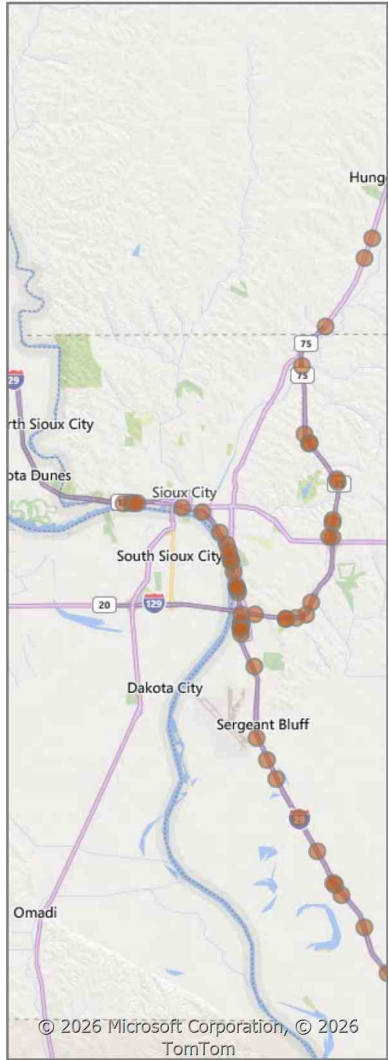 Hung
75
75
29
rth Sioux City
ota Dunes
Sioux City
South Sioux City
20
129
Dakota City
Sergeant Bluff
29
Omadi
© 2026 Microsoft Corporation, © 2026
TomTom